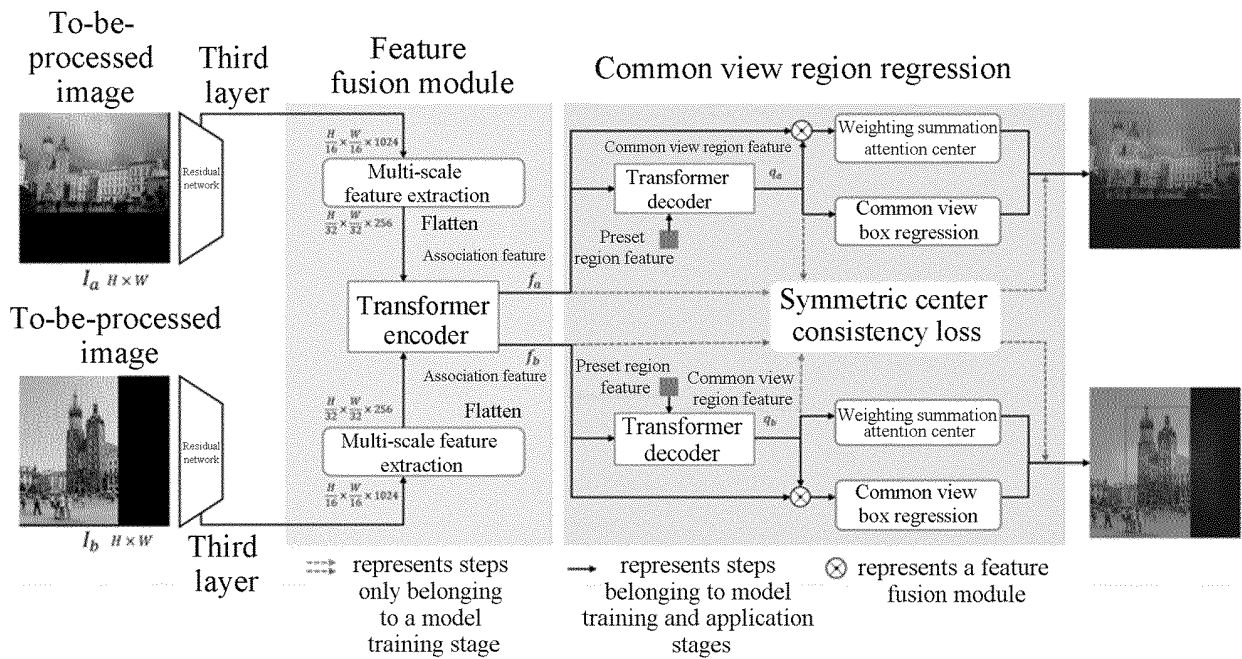 To-be-
processed
image
Third
layer
Feature
fusion module
Common view region regression
Residual
network
I_a H × W
H/16 × W/16 × 1024
Multi-scale
feature extraction
H/32 × W/32 × 256
Flatten
Association feature
f_a
Transformer
encoder
f_b
Association feature
H/32 × W/32 × 256
Flatten
Multi-scale feature
extraction
H/16 × W/16 × 1024
Common view region feature
Transformer
decoder
q_a
Preset
region feature
Weighting summation
attention center
Common view
box regression
Symmetric center
consistency loss
To-be-processed
image
Residual
network
I_b H × W
Third
layer
Preset region
feature
Common view
region feature
Transformer
decoder
q_b
Weighting summation
attention center
Common view
box regression
represents steps
only belonging
to a model
training stage
represents steps
belonging to model
training and application
stages
represents a feature
fusion module